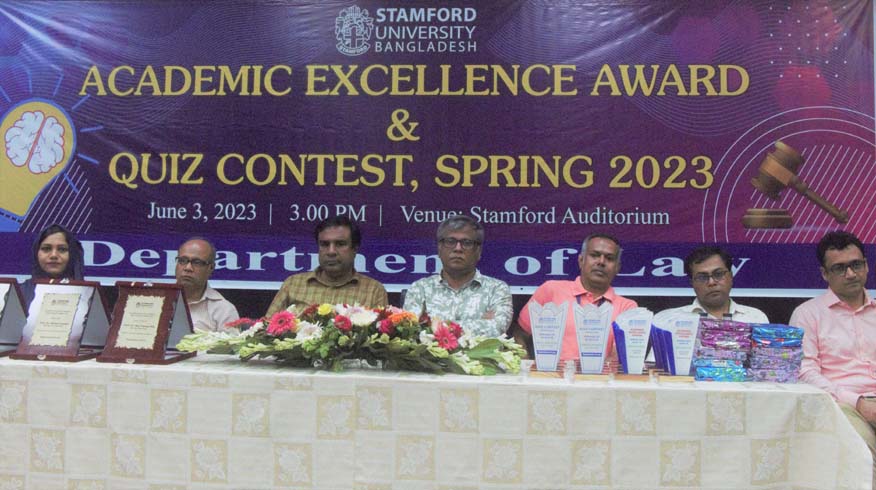 STAMFORD
UNIVERSITY
BANGLADESH
ACADEMIC EXCELLENCE AWARD
&
QUIZ CONTEST, SPRING 2023
June 3, 2023 | 3.00 PM | Venue: Stamford Auditorium
Department of Law